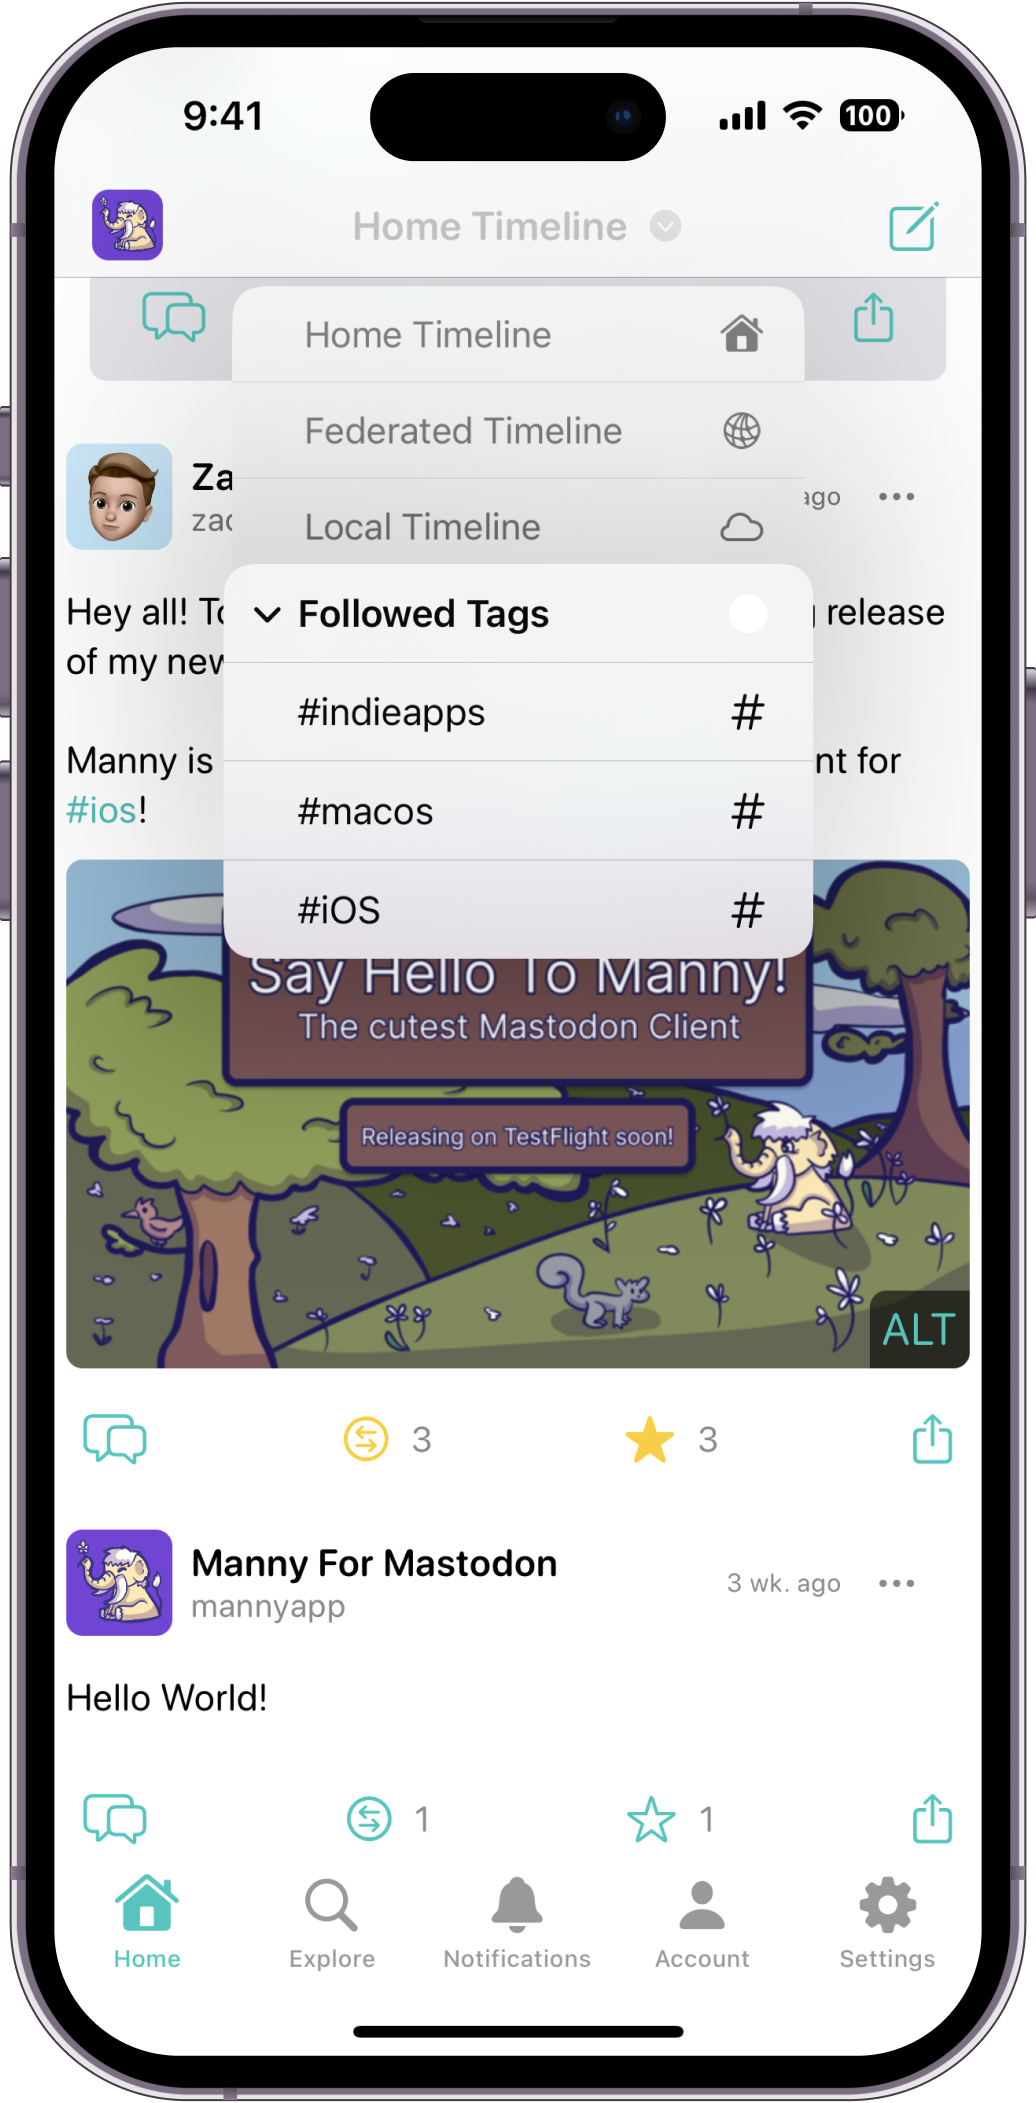 9:41
100
Home Timeline
Home Timeline
Federated Timeline
Za
ago
zac
Local Timeline
Hey all! To
Followed Tags
release
of my new
#indieapps
#
Manny is
nt for
#ios!
#macos
#
#iOS
#
Say Hello To Manny!
The cutest Mastodon Client
Releasing on TestFlight soon!
ALT
3
3
Manny For Mastodon
3 wk. ago
mannyapp
Hello World!
1
1
Home
Explore
Notifications
Account
Settings